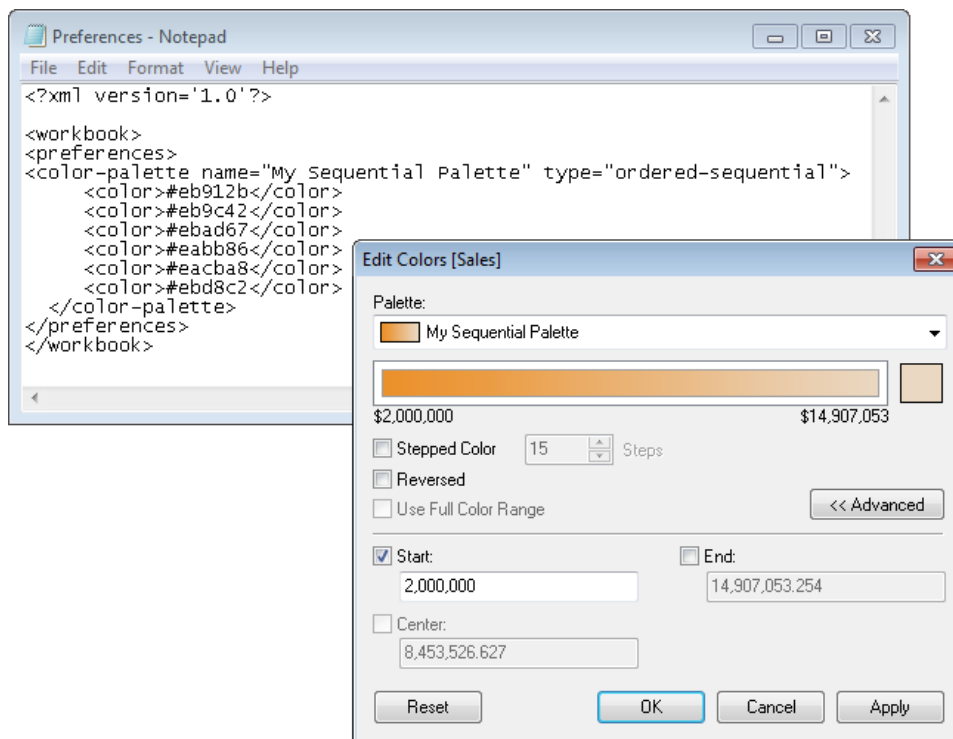 Preferences - Notepad
File Edit Format View Help
<?xml version='1.0'?>
<workbook>
<preferences>
<color-palette name="My Sequential Palette" type="ordered-sequential">
<color>#eb912b</color>
<color>#eb9c42</color>
<color>#ebad67</color>
<color>#eabb86</color>
<color>#eacba8</color>
<color>#ebd8c2</color>
</color-palette>
</preferences>
</workbook>
Edit Colors [Sales]
Palette:
My Sequential Palette
$2,000,000 $14,907,053
Stepped Color 15 Steps
Reversed
Use Full Color Range
<< Advanced
Start: End:
2,000,000 14,907,053.254
Center:
8,453,526.627
Reset OK Cancel Apply